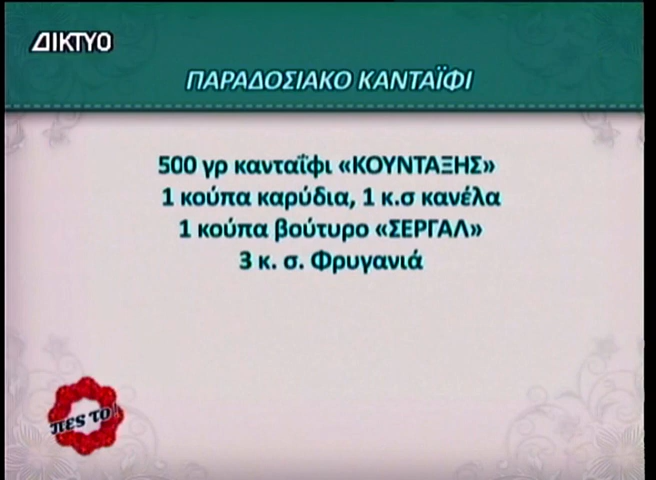 ΔΙΚΤΥΟ
ΠΑΡΑΔΟΣΙΑΚΟ ΚΑΝΤΑΪΦΙ
500 γρ κανταΐφι «ΚΟΥΝΤΑΞΗΣ»
1 κούπα καρύδια, 1 κ.σ κανέλα
1 κούπα βούτυρο «ΣΕΡΓΑΛ»
3 κ. σ. Φρυγανιά
πες το!